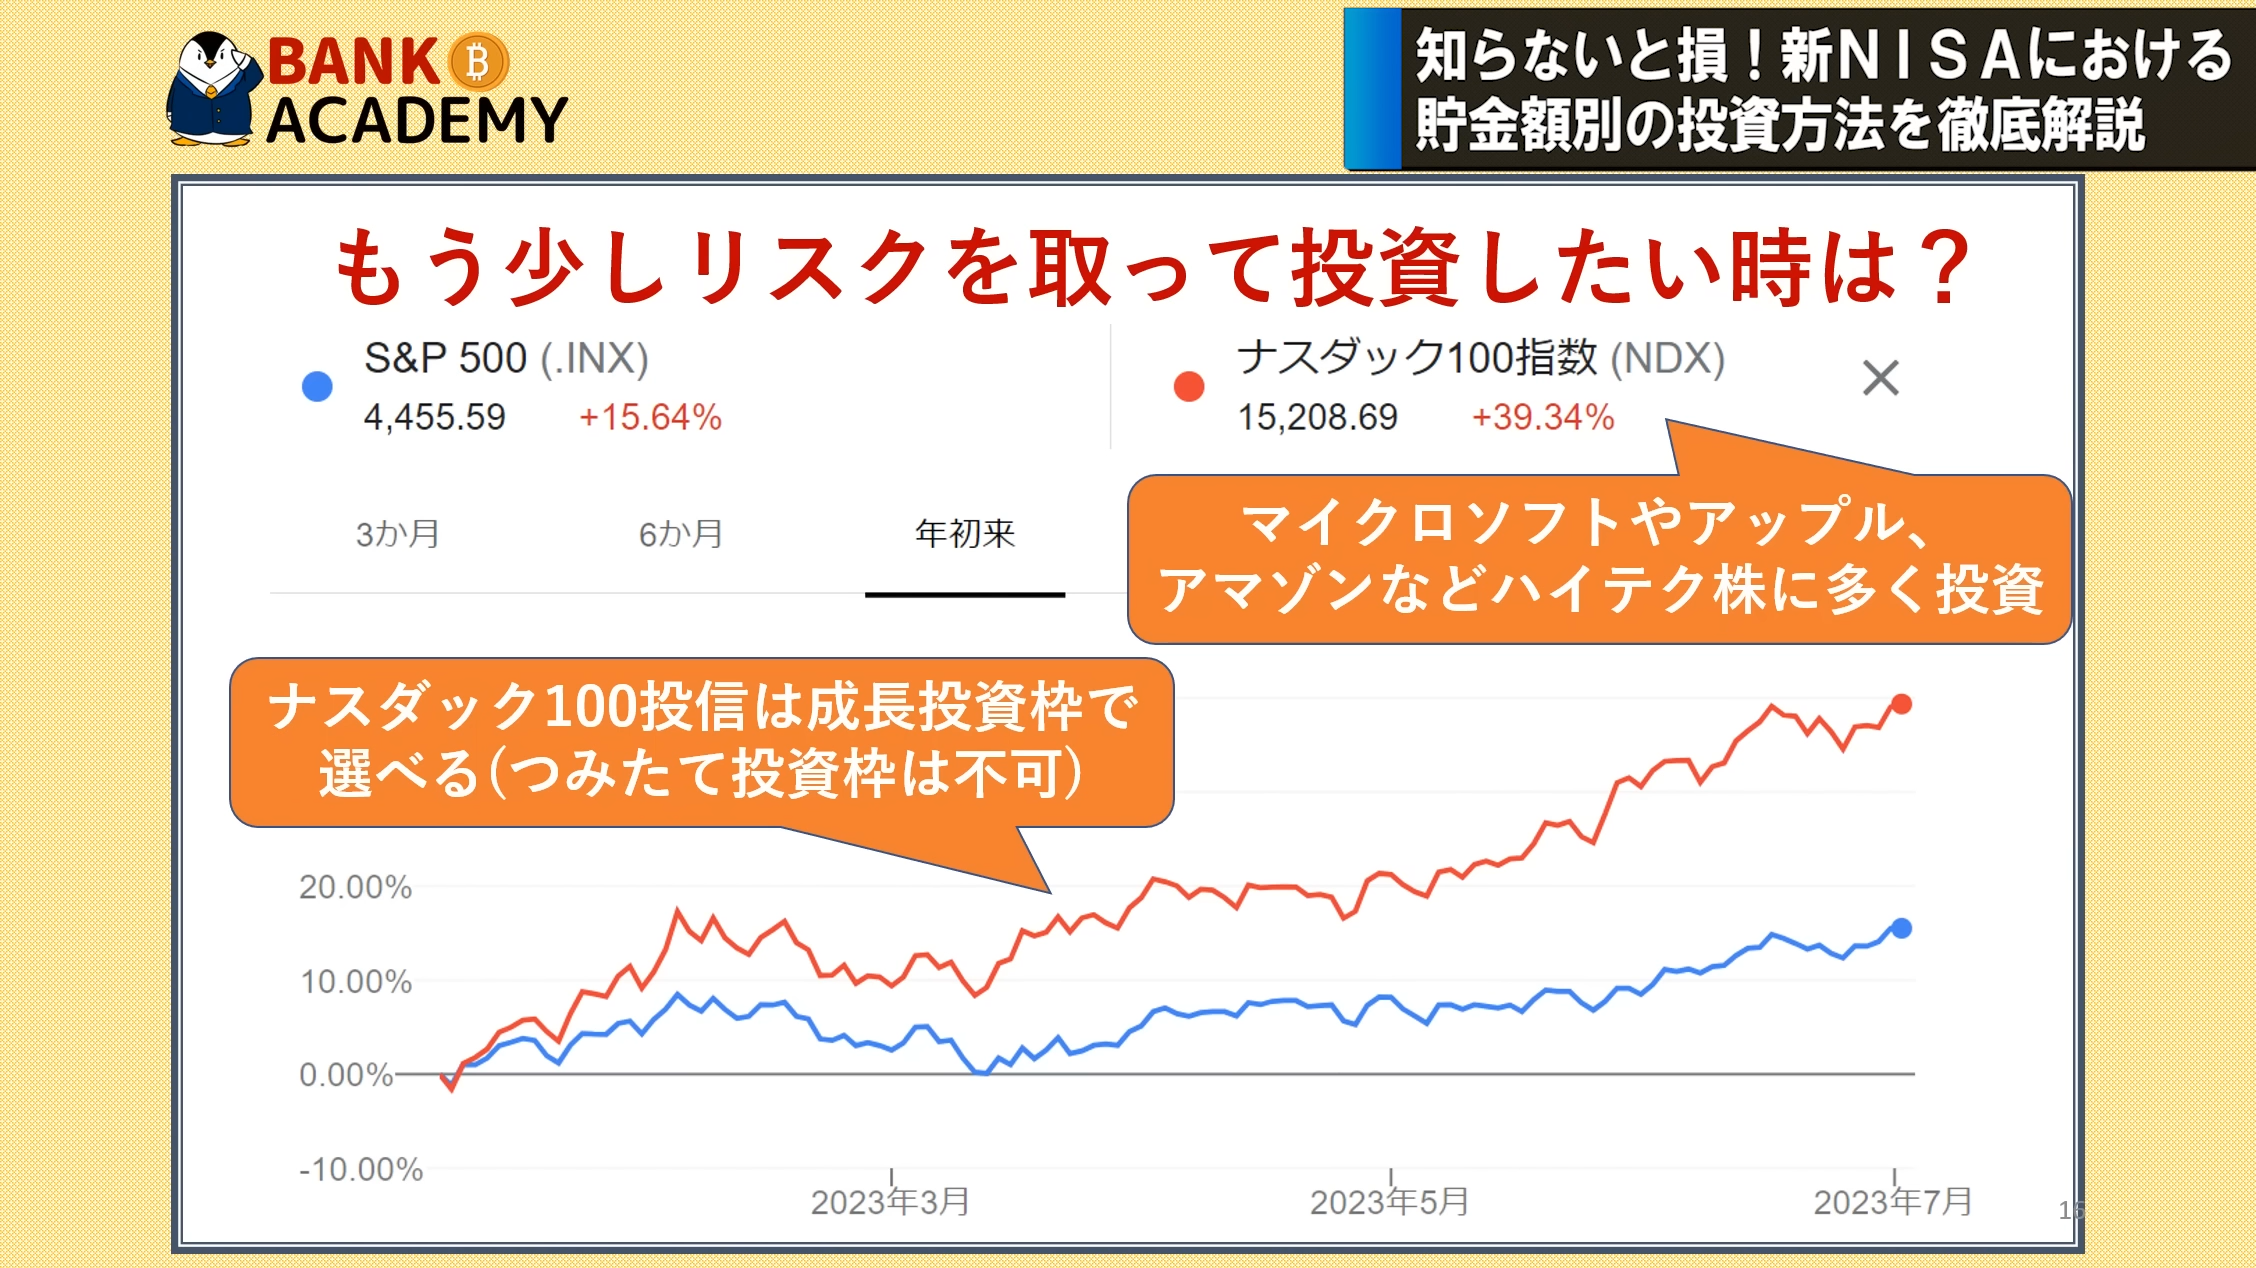 BANK
ACADEMY
知らないと損！新ＮＩＳＡにおける
貯金額別の投資方法を徹底解説
もう少しリスクを取って投資したい時は？
S&P 500 (.INX)
4,455.59 +15.64%
ナスダック100指数 (NDX)
15,208.69 +39.34%
3か月 6か月 年初来
マイクロソフトやアップル、
アマゾンなどハイテク株に多く投資
ナスダック100投信は成長投資枠で
選べる(つみたて投資枠は不可)
20.00%
10.00%
0.00%
-10.00%
2023年3月 2023年5月 2023年7月
16